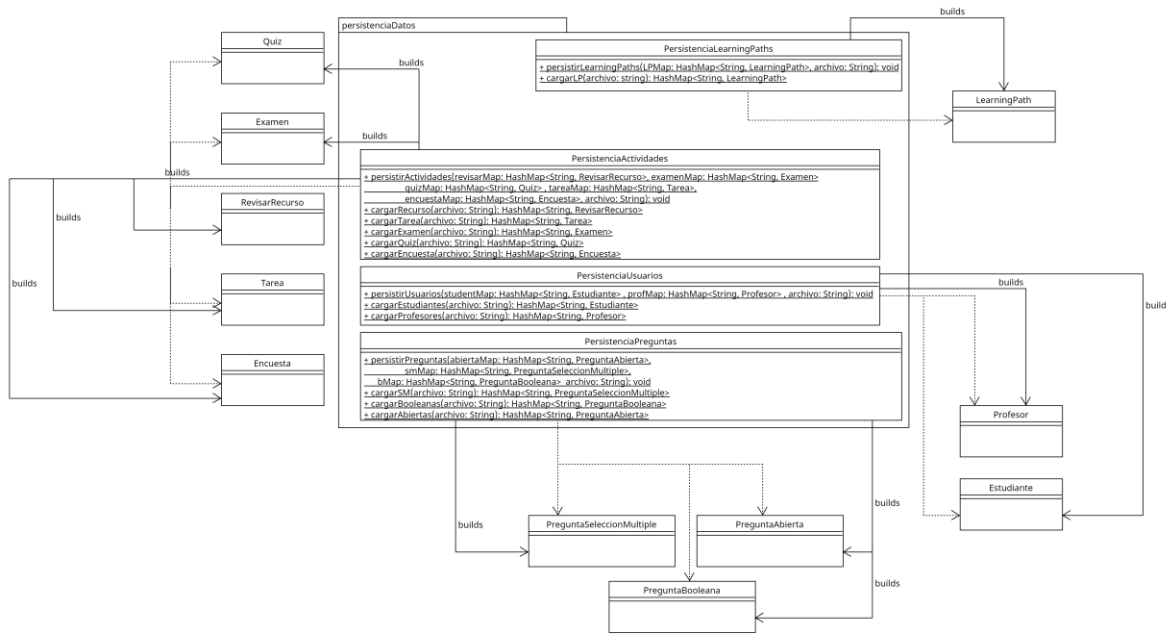 builds
persistenciaDatos
Quiz
PersistenciaLearningPaths
builds
+ persistirLearningPaths(LPMap: HashMap<String, LearningPath>, archivo: String): void
+ cargarLP(archivo: string): HashMap<String, LearningPath>
LearningPath
Examen
builds
PersistenciaActividades
builds
+ persistirActividades(revisarMap: HashMap<String, RevisarRecurso>, examenMap: HashMap<String, Examen>
quizMap: HashMap<String, Quiz> , tareaMap: HashMap<String, Tarea>,
encuestaMap: HashMap<String, Encuesta>, archivo: String): void
+ cargarRecurso(archivo: String): HashMap<String, RevisarRecurso>
+ cargarTarea(archivo: String): HashMap<String, Tarea>
+ cargarExamen(archivo: String): HashMap<String, Examen>
+ cargarQuiz(archivo: String): HashMap<String, Quiz>
+ cargarEncuesta(archivo: String): HashMap<String, Encuesta>
RevisarRecurso
builds
PersistenciaUsuarios
Tarea
builds
builds
+ persistirUsuarios(studentMap: HashMap<String, Estudiante> , profMap: HashMap<String, Profesor> , archivo: String): void
+ cargarEstudiantes(archivo: String): HashMap<String, Estudiante>
+ cargarProfesores(archivo: String): HashMap<String, Profesor>
build
PersistenciaPreguntas
+ persistirPreguntas(abiertaMap: HashMap<String, PreguntaAbierta>,
smMap: HashMap<String, PreguntaSeleccionMultiple>,
bMap: HashMap<String, PreguntaBooleana> archivo: String): void
+ cargarSM(archivo: String): HashMap<String, PreguntaSeleccionMultiple>
+ cargarBooleanas(archivo: String): HashMap<String, PreguntaBooleana>
+ cargarAbiertas(archivo: String): HashMap<String, PreguntaAbierta>
Encuesta
Profesor
Estudiante
builds
builds
PreguntaSeleccionMultiple
PreguntaAbierta
builds
PreguntaBooleana